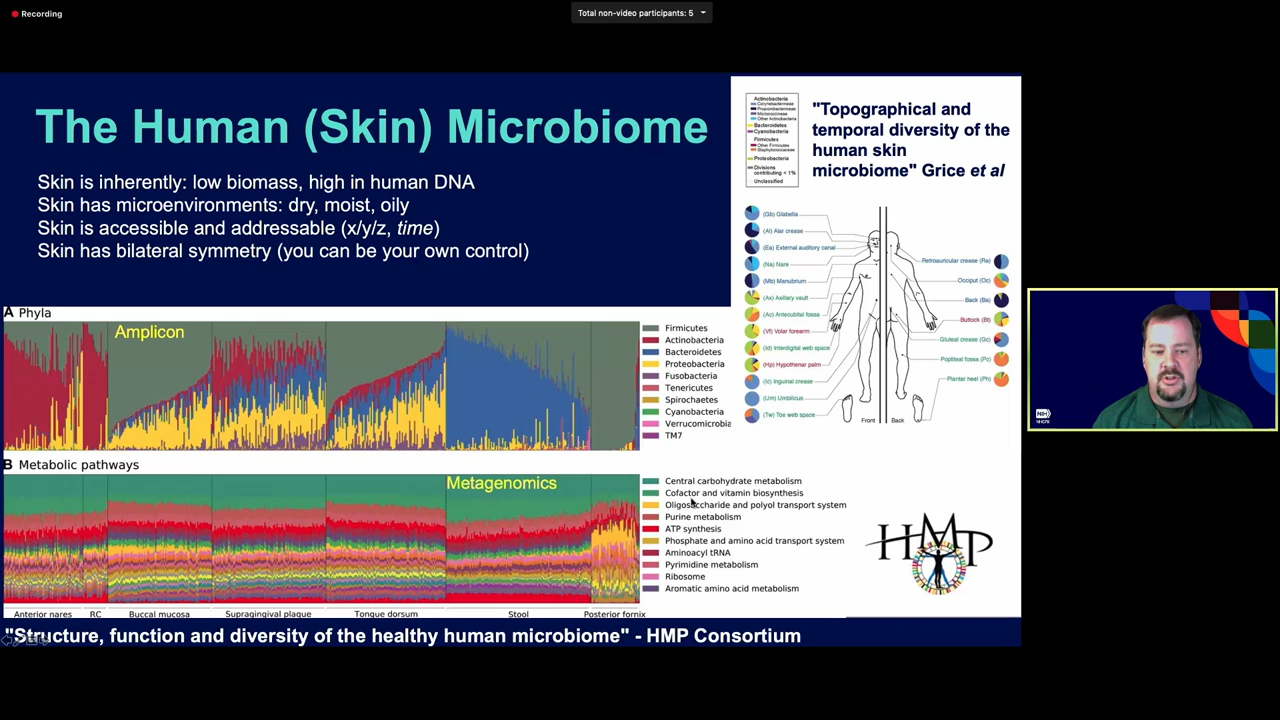 Recording
Total non-video participants: 5
The Human (Skin) Microbiome
Skin is inherently: low biomass, high in human DNA
Skin has microenvironments: dry, moist, oily
Skin is accessible and addressable (x/y/z, time)
Skin has bilateral symmetry (you can be your own control)
"Topographical and
temporal diversity of the
human skin
microbiome" Grice et al
Actinobacteria
Corynebacterineae
Propionibacterineae
Micrococcineae
Other Actinobacteria
Bacteroidetes
Cyanobacteria
Firmicutes
Other Firmicutes
Staphylococcaceae
Proteobacteria
Divisions
contributing < 1%
Unclassified
(Gb) Glabella
(Al) Alar crease
(Ea) External auditory canal
(Na) Nare
(Mb) Manubrium
(Ax) Axillary vault
(Ac) Antecubital fossa
(Vf) Volar forearm
(Id) Interdigital web space
(Hp) Hypothenar palm
(Ic) Inguinal crease
(Um) Umbilicus
(Tw) Toe web space
Retroauricular crease (Ra)
Occiput (Oc)
Back (Ba)
Buttock (Bt)
Gluteal crease (Gc)
Popliteal fossa (Pc)
Plantar heel (Ph)
Front
Back
A Phyla
Amplicon
Firmicutes
Actinobacteria
Bacteroidetes
Proteobacteria
Fusobacteria
Tenericutes
Spirochaetes
Cyanobacteria
Verrucomicrobia
TM7
B Metabolic pathways
Metagenomics
Central carbohydrate metabolism
Cofactor and vitamin biosynthesis
Oligosaccharide and polyol transport system
Purine metabolism
ATP synthesis
Phosphate and amino acid transport system
Aminoacyl tRNA
Pyrimidine metabolism
Ribosome
Aromatic amino acid metabolism
Anterior nares
RC
Buccal mucosa
Supragingival plaque
Tongue dorsum
Stool
Posterior fornix
HMP
"Structure, function and diversity of the healthy human microbiome" - HMP Consortium
NIH